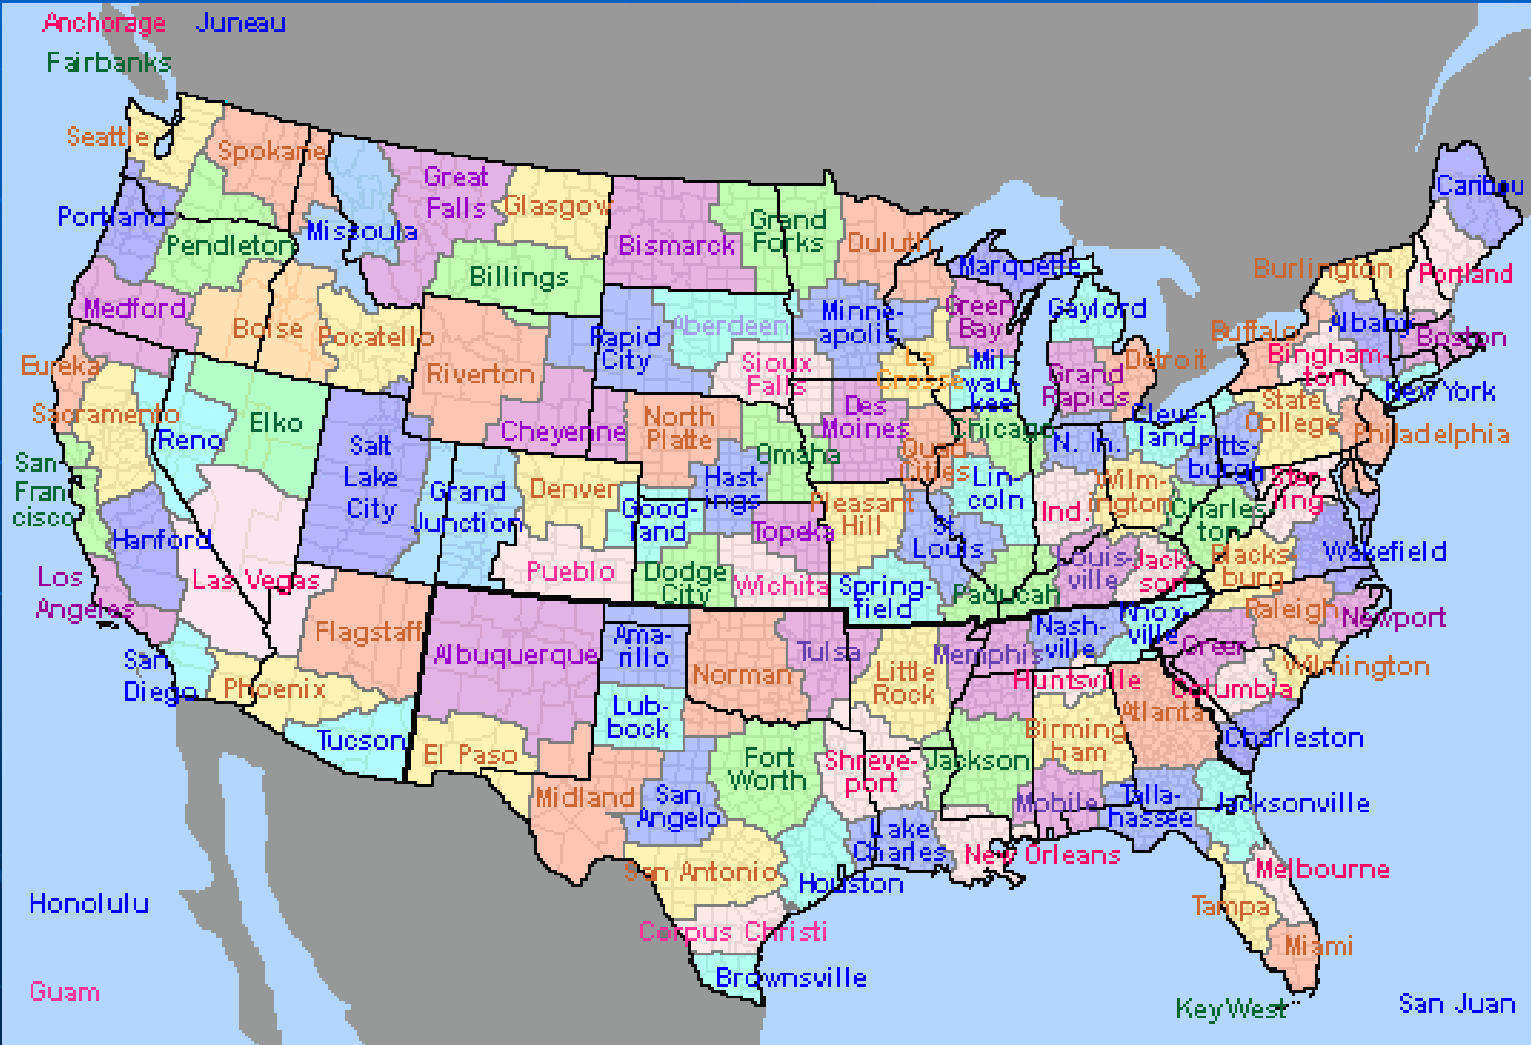 Anchorage Juneau
Fairbanks
Seattle
Spokane
Portland
Pendleton
Missoula
Great
Falls
Glasgow
Billings
Bismarck
Grand
Forks
Duluth
Marquette
Caribou
Burlington
Portland
Medford
Boise
Pocatello
Riverton
Rapid
City
Aberdeen
Minne-
apolis
Green
Bay
Gaylord
Buffalo
Albany
Boston
Bingham-
ton
Eureka
Sioux
Falls
La
Crosse
Mil-
wau-
kee
Grand
Rapids
Detroit
New York
Sacramento
Reno
Elko
Salt
Lake
City
Cheyenne
North
Platte
Omaha
Des
Moines
Quad
Cities
Chicago
N. In.
Cleve-
land
Pitts-
burgh
State
College
Philadelphia
San
Fran
cisco
Grand
Junction
Denver
Hast-
ings
Good-
land
Topeka
Pleasant
Hill
Lin-
coln
Ind.
Wilm-
ington
Charles
ton
Ster-
ling
Hanford
Las Vegas
Pueblo
Dodge
City
Wichita
Spring-
field
St.
Louis
Paducah
Louis-
ville
Jack
son
Blacks-
burg
Wakefield
Los
Angeles
Flagstaff
Albuquerque
Ama-
rillo
Norman
Tulsa
Little
Rock
Memphis
Nash-
ville
Knox-
ville
Greer
Raleigh
Newport
San
Diego
Phoenix
Tucson
El Paso
Lub-
bock
Huntsville
Columbia
Wilmington
Birming
ham
Atlanta
Charleston
Midland
San
Angelo
Fort
Worth
Shreve-
port
Jackson
Mobile
Talla-
hassee
Jacksonville
San Antonio
Houston
Lake
Charles
New Orleans
Melbourne
Tampa
Miami
Corpus Christi
Brownsville
Honolulu
Guam
Key West
San Juan